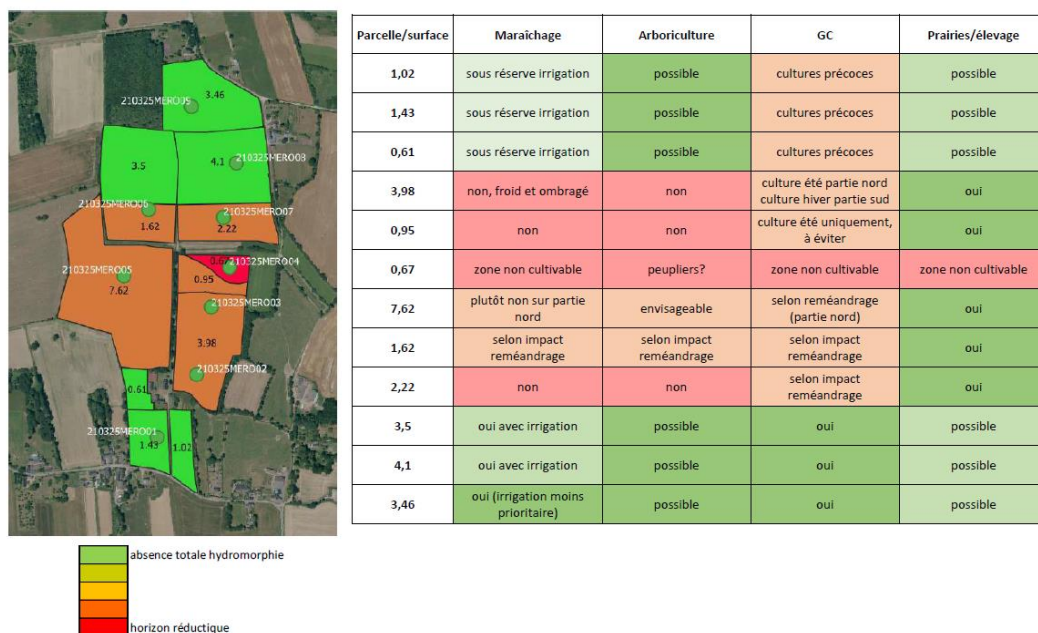 210325MERO09
3.46
210325MERO08
3.5
4.1
210325MERO06
210325MERO07
1.62
2.22
210325MERO04
210325MERO05
0.95
7.62
210325MERO03
3.98
210325MERO02
0.61
210325MERO01
1.43
1.02
absence totale hydromorphie
horizon réductique
Parcelle/surface Maraîchage Arboriculture GC Prairies/élevage
1,02 sous réserve irrigation possible cultures précoces possible
1,43 sous réserve irrigation possible cultures précoces possible
0,61 sous réserve irrigation possible cultures précoces possible
3,98 non, froid et ombragé non culture été partie nord oui
culture hiver partie sud
0,95 non non culture été uniquement, oui
à éviter
0,67 zone non cultivable peupliers? zone non cultivable zone non cultivable
7,62 plutôt non sur partie envisageable selon reméandrage oui
nord (partie nord)
1,62 selon impact selon impact selon impact oui
reméandrage reméandrage reméandrage
2,22 non non selon impact oui
reméandrage
3,5 oui avec irrigation possible oui possible
4,1 oui avec irrigation possible oui possible
3,46 oui (irrigation moins possible oui possible
prioritaire)